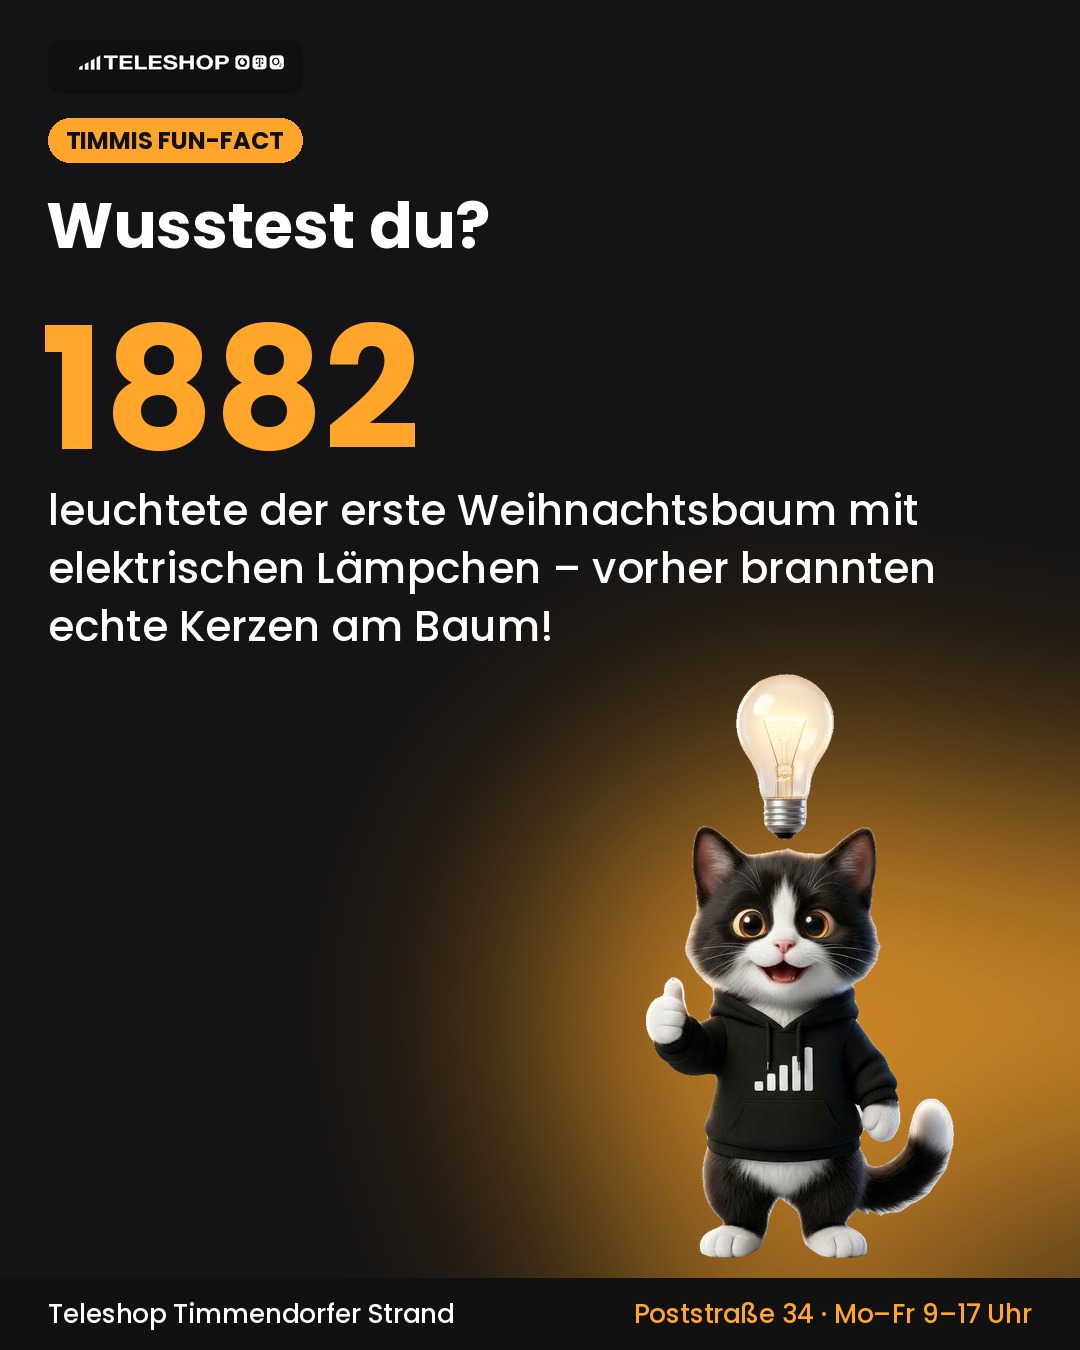 TELESHOP
TIMMIS FUN-FACT
Wusstest du?
1882
leuchtete der erste Weihnachtsbaum mit
elektrischen Lämpchen – vorher brannten
echte Kerzen am Baum!
Teleshop Timmendorfer Strand
Poststraße 34 · Mo–Fr 9–17 Uhr